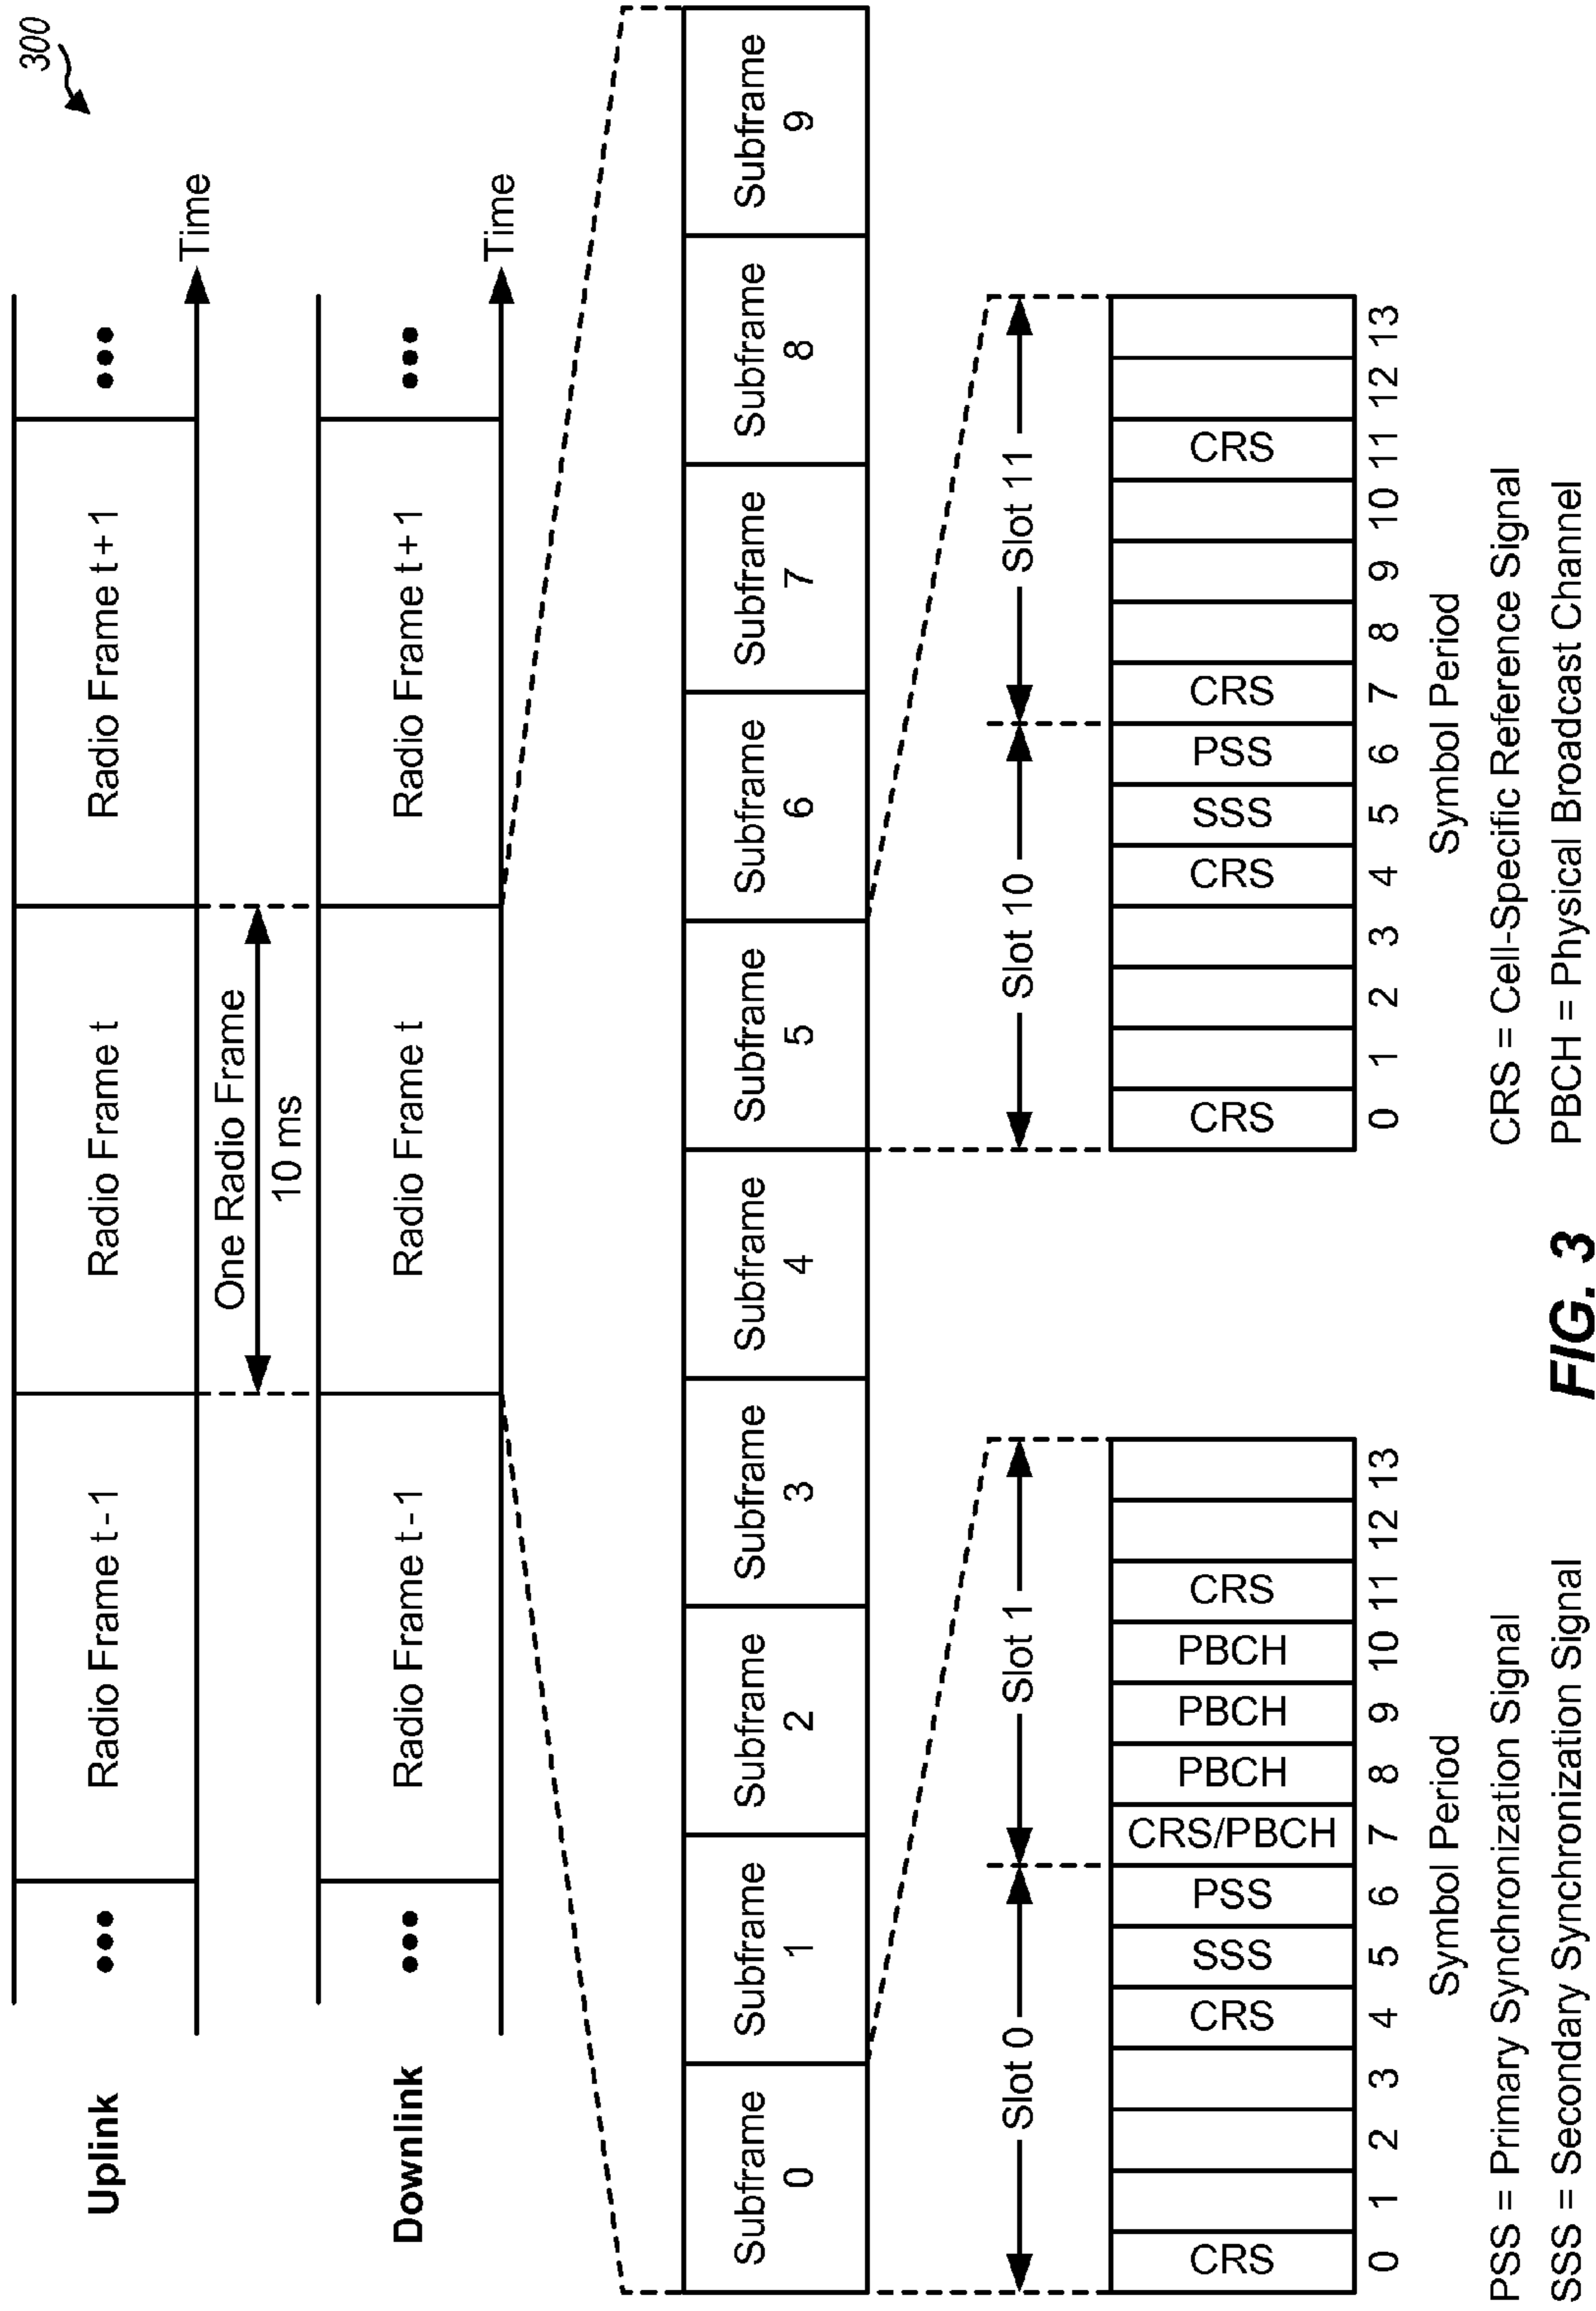 300
Uplink
•••
Radio Frame t - 1
Radio Frame t
Radio Frame t + 1
•••
Time
One Radio Frame
10 ms
Downlink
•••
Radio Frame t - 1
Radio Frame t
Radio Frame t + 1
•••
Time
Subframe 0
Subframe 1
Subframe 2
Subframe 3
Subframe 4
Subframe 5
Subframe 6
Subframe 7
Subframe 8
Subframe 9
Slot 0
Slot 1
CRS
CRS
SSS
PSS
CRS/PBCH
PBCH
PBCH
PBCH
CRS
0 1 2 3 4 5 6 7 8 9 10 11 12 13
Symbol Period
Slot 10
Slot 11
CRS
CRS
SSS
PSS
CRS
CRS
0 1 2 3 4 5 6 7 8 9 10 11 12 13
Symbol Period
PSS = Primary Synchronization Signal
SSS = Secondary Synchronization Signal
CRS = Cell-Specific Reference Signal
PBCH = Physical Broadcast Channel
FIG. 3